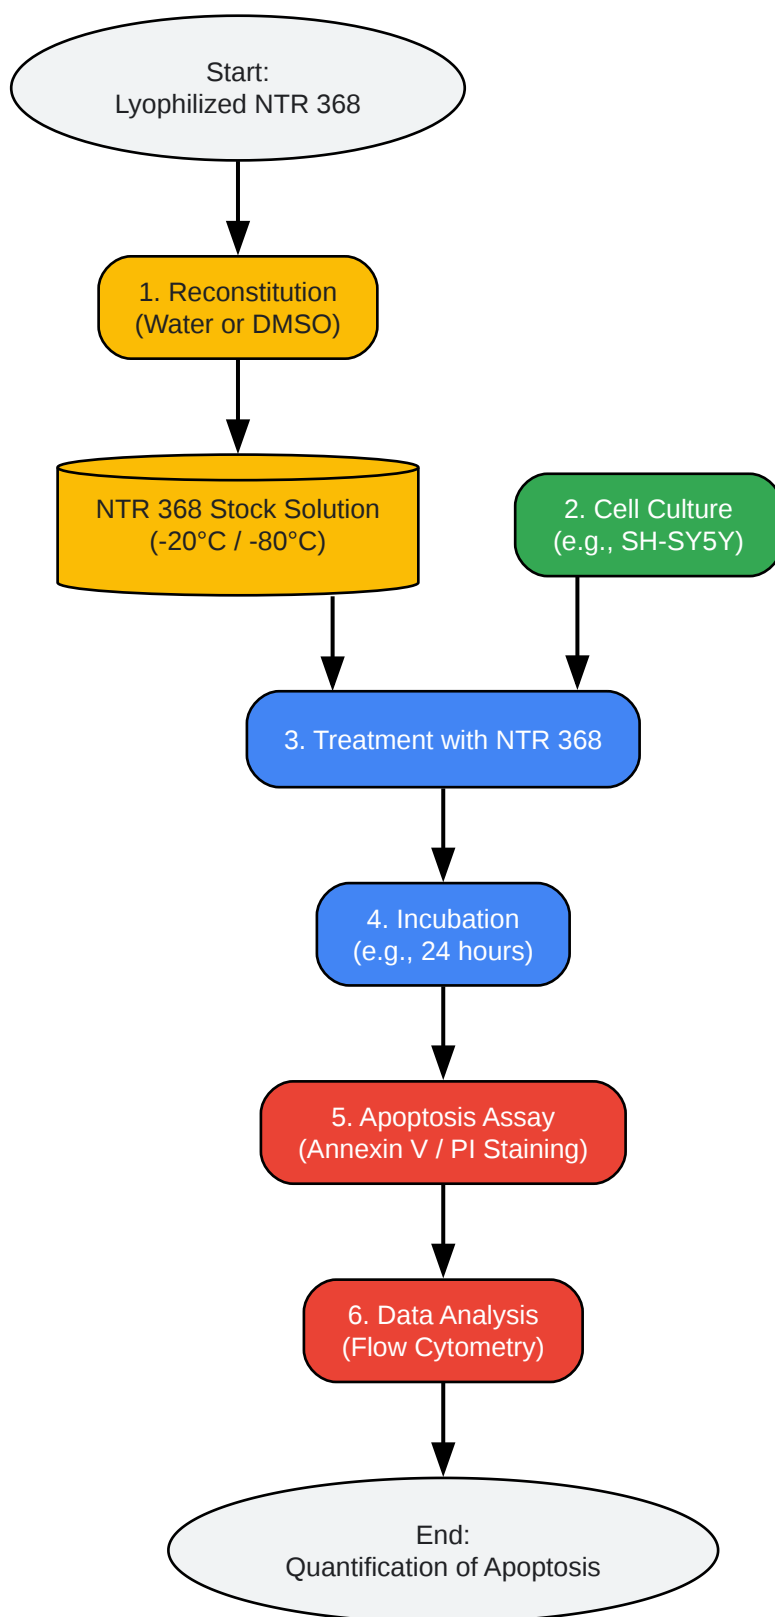 Start:
Lyophilized NTR 368
1. Reconstitution
(Water or DMSO)
NTR 368 Stock Solution
(-20°C / -80°C)
2. Cell Culture
(e.g., SH-SY5Y)
3. Treatment with NTR 368
4. Incubation
(e.g., 24 hours)
5. Apoptosis Assay
(Annexin V / PI Staining)
6. Data Analysis
(Flow Cytometry)
End:
Quantification of Apoptosis